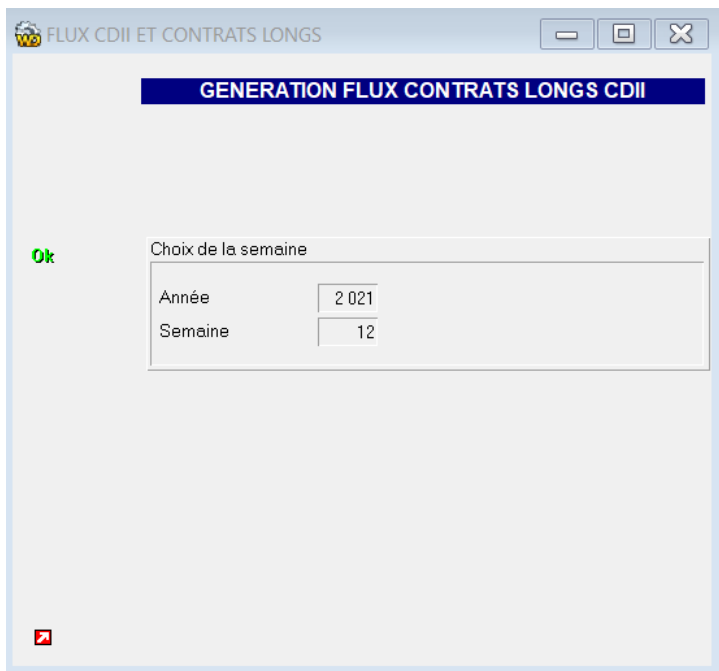 FLUX CDII ET CONTRATS LONGS
GENERATION FLUX CONTRATS LONGS CDII
Ok
Choix de la semaine
Année 2 021
Semaine 12